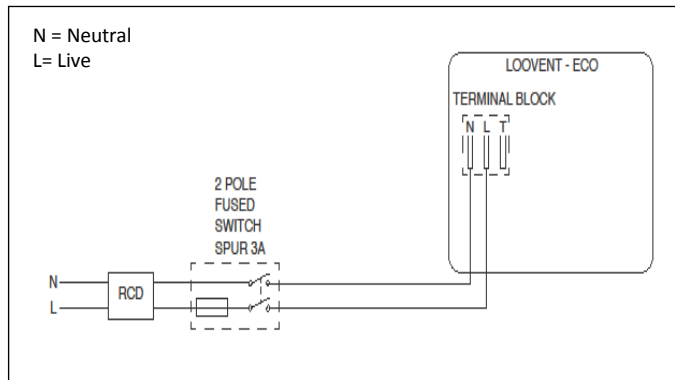 N = Neutral
L= Live
LOOVENT - ECO
TERMINAL BLOCK
N L T
2 POLE
FUSED
SWITCH
SPUR 3A
N
RCD
L